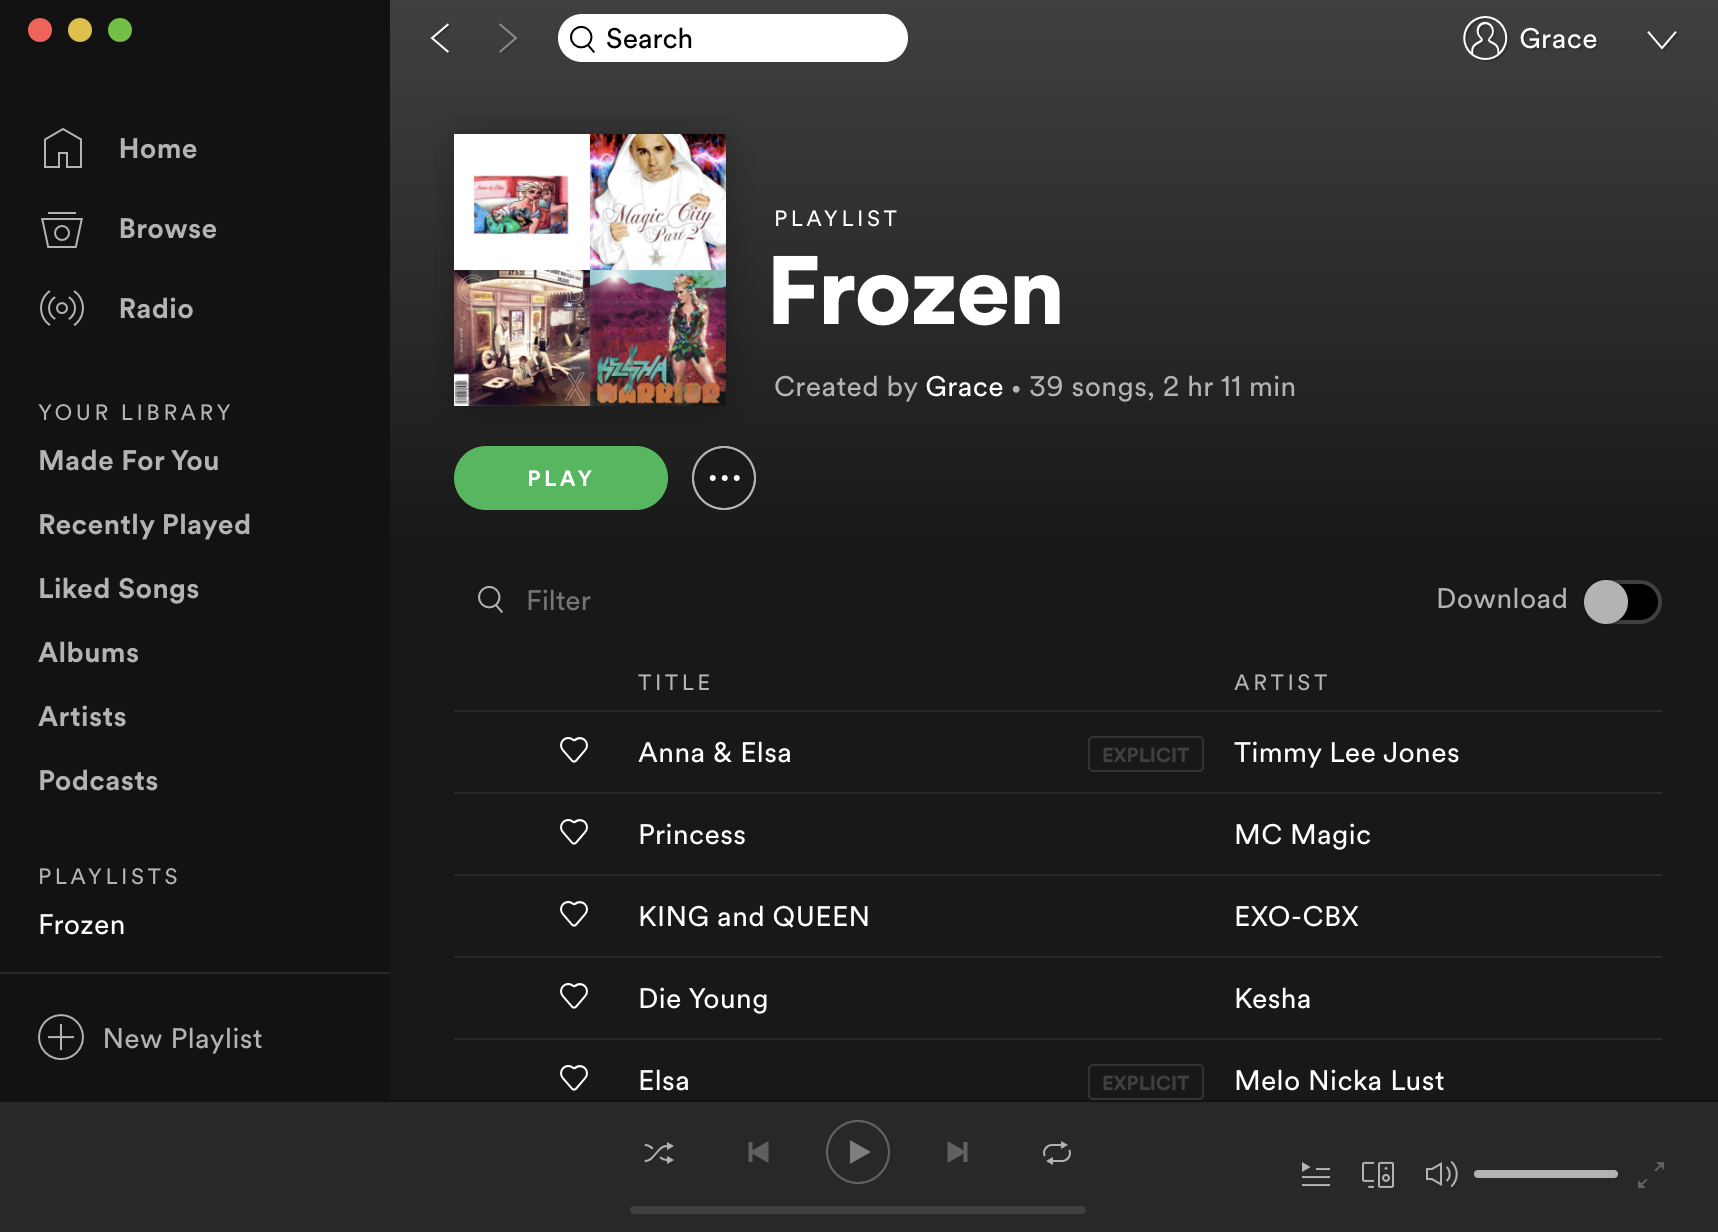 Search
Grace
Home
Browse
Radio
YOUR LIBRARY
Made For You
Recently Played
Liked Songs
Albums
Artists
Podcasts
PLAYLISTS
Frozen
New Playlist
Magic City
Part 2
KE$HA
WARRIOR
PLAYLIST
Frozen
Created by Grace • 39 songs, 2 hr 11 min
PLAY
Filter
Download
TITLE ARTIST
Anna & Elsa EXPLICIT Timmy Lee Jones
Princess MC Magic
KING and QUEEN EXO-CBX
Die Young Kesha
Elsa EXPLICIT Melo Nicka Lust